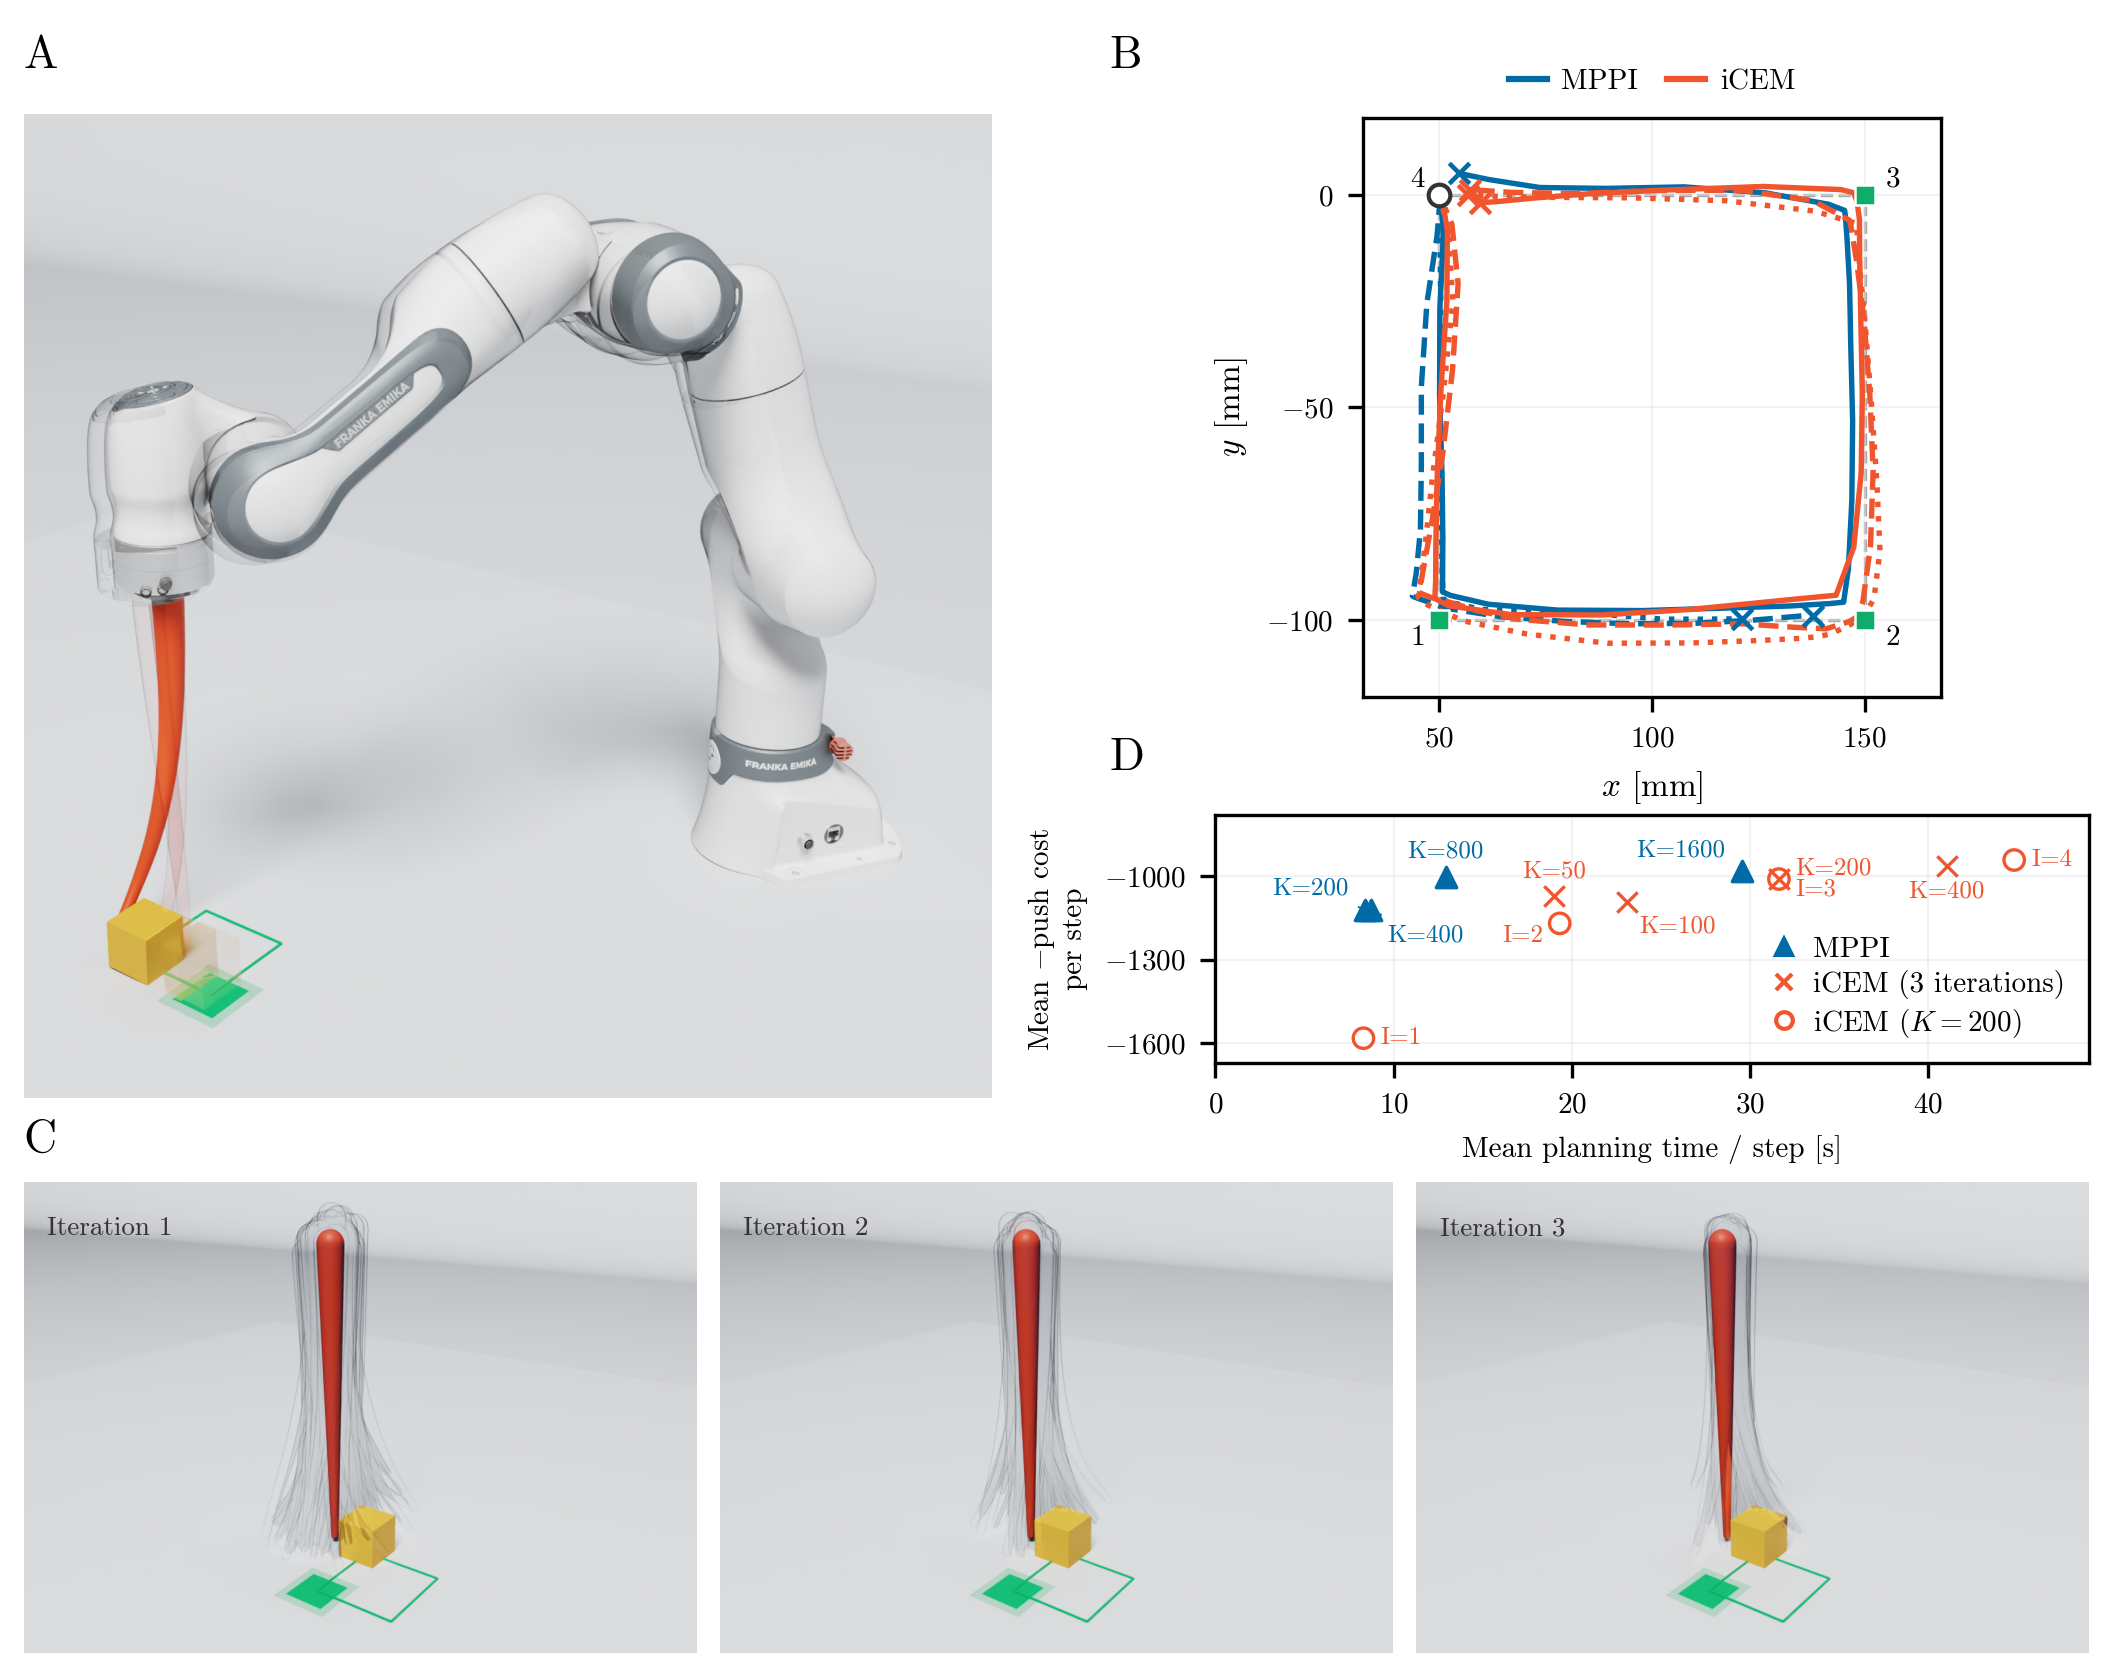 A
FRANKA EMIKA
FRANKA EMIKA
B
MPPI
iCEM
4
3
1
2
0
−50
−100
y [mm]
50
100
150
x [mm]
D
K=200
K=400
K=800
K=50
I=2
K=100
K=1600
K=200
I=3
K=400
I=4
I=1
MPPI
iCEM (3 iterations)
iCEM (K = 200)
−1000
−1300
−1600
Mean −push cost
per step
0
10
20
30
40
Mean planning time / step [s]
C
Iteration 1
Iteration 2
Iteration 3